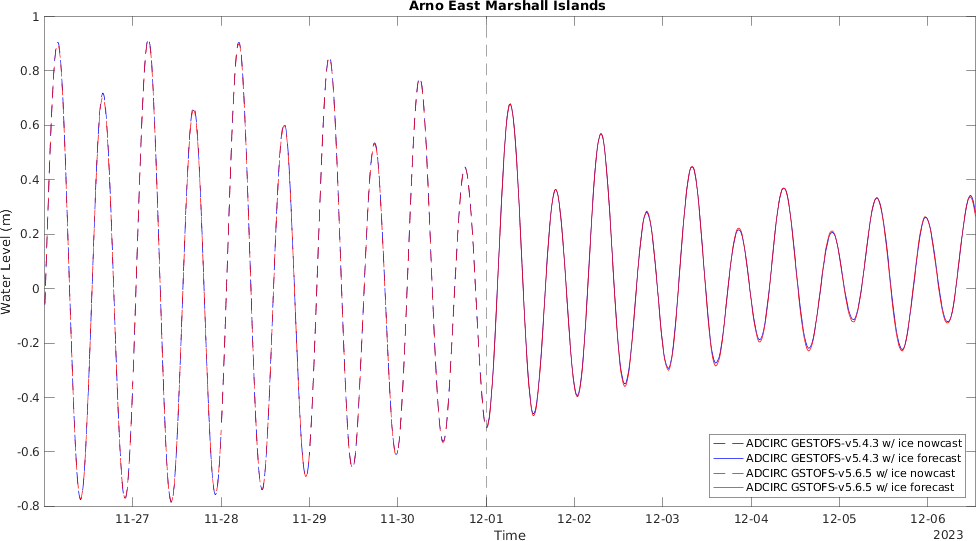 Arno East Marshall Islands
1
0.8
0.6
0.4
0.2
0
-0.2
-0.4
-0.6
-0.8
Water Level (m)
11-27 11-28 11-29 11-30 12-01 12-02 12-03 12-04 12-05 12-06
Time
2023
ADCIRC GESTOFS-v5.4.3 w/ ice nowcast
ADCIRC GESTOFS-v5.4.3 w/ ice forecast
ADCIRC GSTOFS-v5.6.5 w/ ice nowcast
ADCIRC GSTOFS-v5.6.5 w/ ice forecast